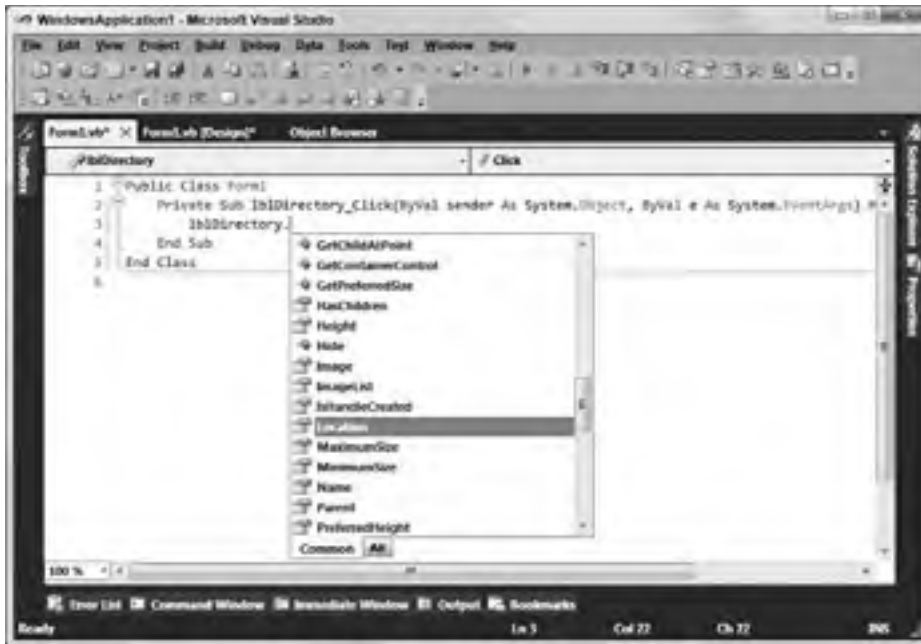 WindowsApplication1 - Microsoft Visual Studio
File Edit View Project Build Debug Data Tools Test Window Help
Form1.vb* Form1.vb [Design]* Object Browser
lblDirectory Click
Toolbox
Solution Explorer
Properties
1 Public Class Form1
2 Private Sub lblDirectory_Click(ByVal sender As System.Object, ByVal e As System.EventArgs)
3 lblDirectory.
4 End Sub
5 End Class
6
GetChildAtPoint
GetContainerControl
GetPreferredSize
HasChildren
Height
Hide
Image
ImageList
IsHandleCreated
Location
MaximumSize
MinimumSize
Name
Parent
PreferredHeight
Common All
100 %
Error List Command Window Immediate Window Output Bookmarks
Ready Ln 3 Col 22 Ch 22 INS